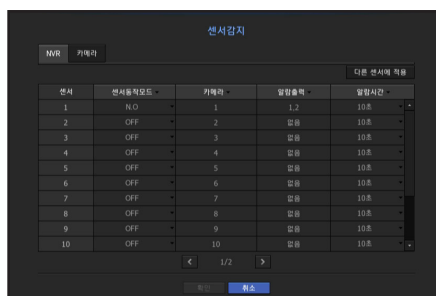 센서감지
NVR 카메라
다른 센서에 적용
센서 센서동작모드 카메라 알람출력 알람시간
1 N.O 1 1,2 10초
2 OFF 2 없음 10초
3 OFF 3 없음 10초
4 OFF 4 없음 10초
5 OFF 5 없음 10초
6 OFF 6 없음 10초
7 OFF 7 없음 10초
8 OFF 8 없음 10초
9 OFF 9 없음 10초
10 OFF 10 없음 10초
< 1/2 >
확인 취소